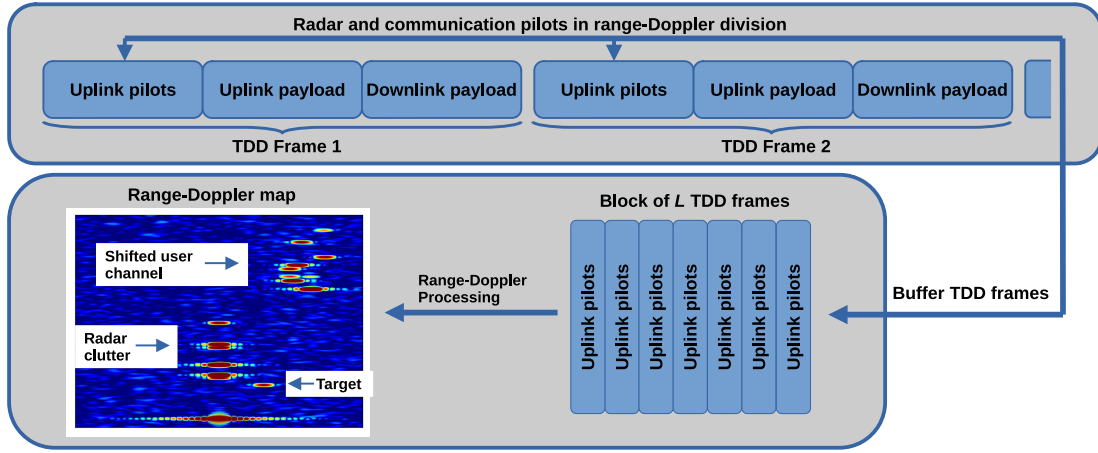 Radar and communication pilots in range-Doppler division
Uplink pilots
Uplink payload
Downlink payload
Uplink pilots
Uplink payload
Downlink payload
TDD Frame 1
TDD Frame 2
Range-Doppler map
Block of L TDD frames
Shifted user
channel
Radar
clutter
Target
Range-Doppler
Processing
Uplink pilots
Uplink pilots
Uplink pilots
Uplink pilots
Uplink pilots
Uplink pilots
Uplink pilots
Buffer TDD frames